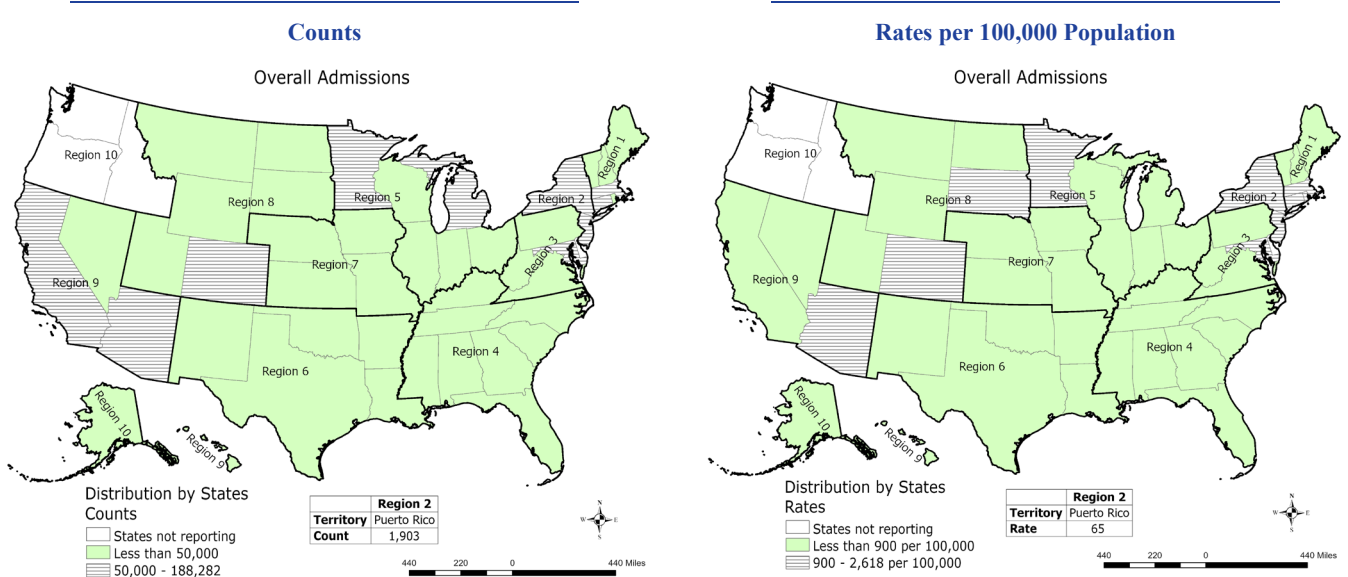 Counts
Overall Admissions
Region 10
Region 8
Region 5
Region 2
Region 1
Region 3
Region 9
Region 7
Region 6
Region 4
Region 10
Region 9
Distribution by States
Counts
States not reporting
Less than 50,000
50,000 - 188,282
Region 2
Territory Puerto Rico
Count 1,903
N
W E
S
440 220 0 440 Miles
Rates per 100,000 Population
Overall Admissions
Region 10
Region 8
Region 5
Region 2
Region 1
Region 3
Region 9
Region 7
Region 6
Region 4
Region 10
Region 9
Distribution by States
Rates
States not reporting
Less than 900 per 100,000
900 - 2,618 per 100,000
Region 2
Territory Puerto Rico
Rate 65
N
W E
S
440 220 0 440 Miles